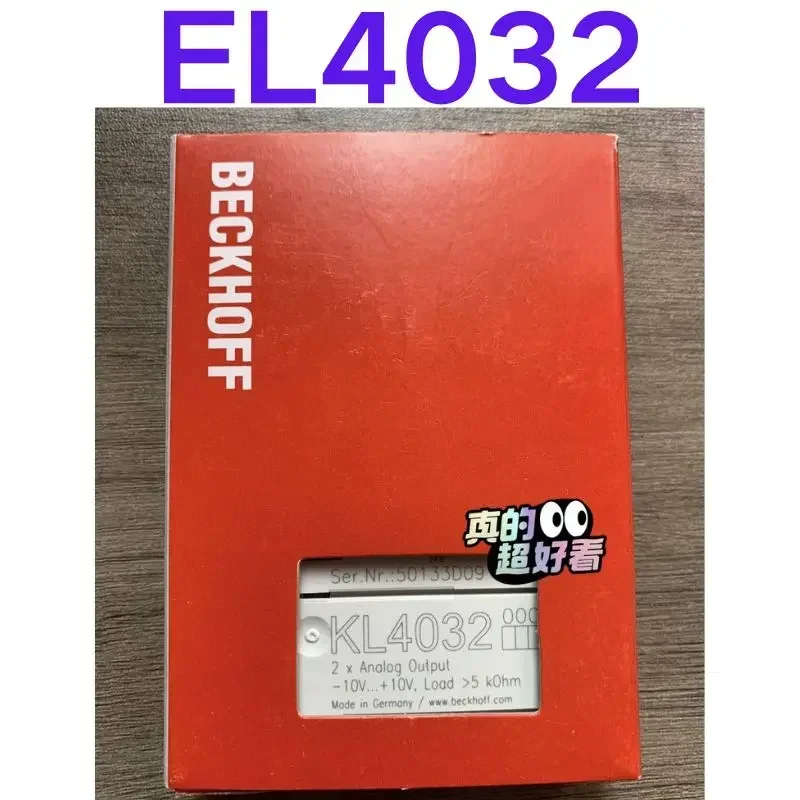 EL4032
BECKHOFF
真的
超好看
Ser.Nr.:50133D09
KL4032
2 x Analog Output
-10V...+10V, Load >5 kOhm
Made in Germany / www.beckhoff.com